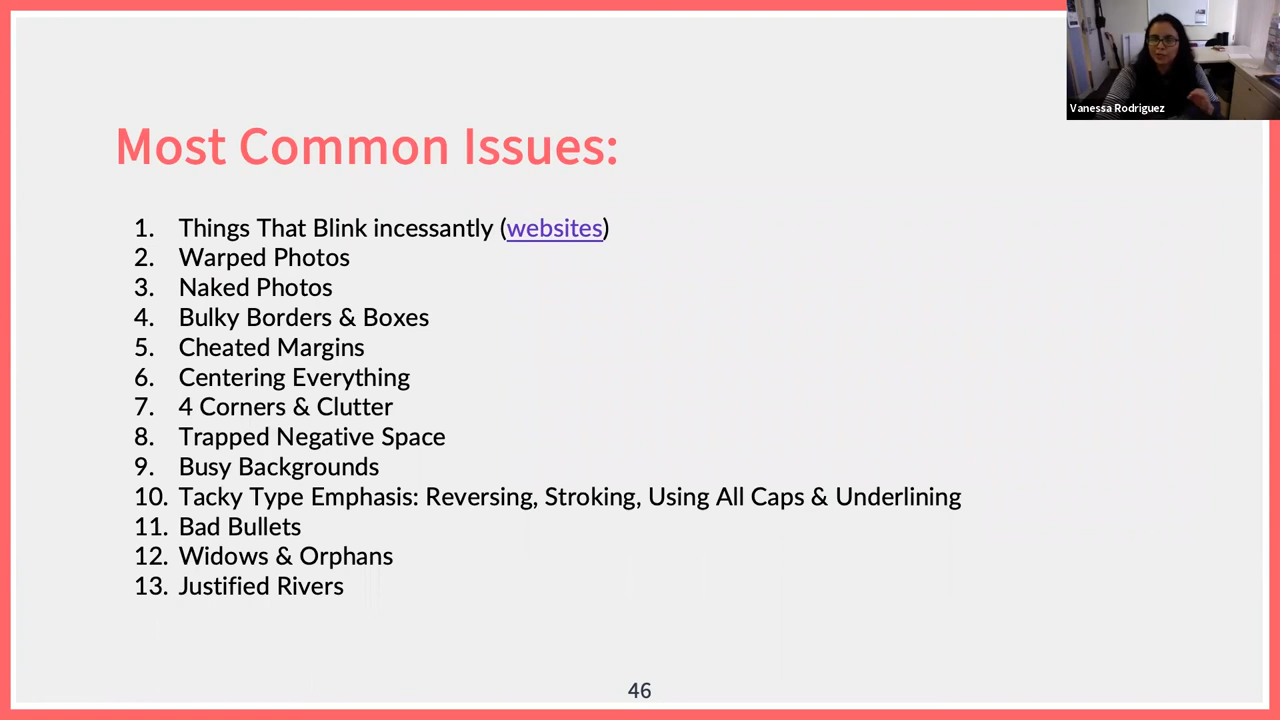 Vanessa Rodriguez
Most Common Issues:
1. Things That Blink incessantly (websites)
2. Warped Photos
3. Naked Photos
4. Bulky Borders & Boxes
5. Cheated Margins
6. Centering Everything
7. 4 Corners & Clutter
8. Trapped Negative Space
9. Busy Backgrounds
10. Tacky Type Emphasis: Reversing, Stroking, Using All Caps & Underlining
11. Bad Bullets
12. Widows & Orphans
13. Justified Rivers
46